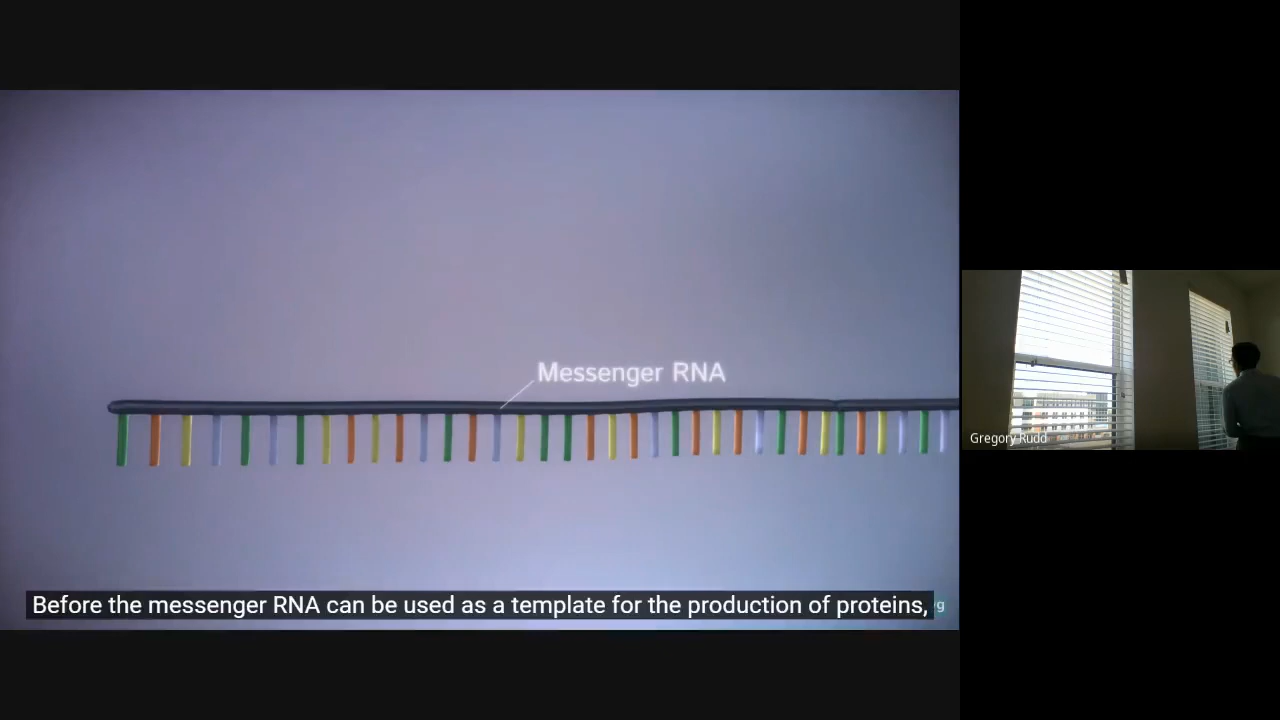 Messenger RNA
Before the messenger RNA can be used as a template for the production of proteins,
Gregory Rudd